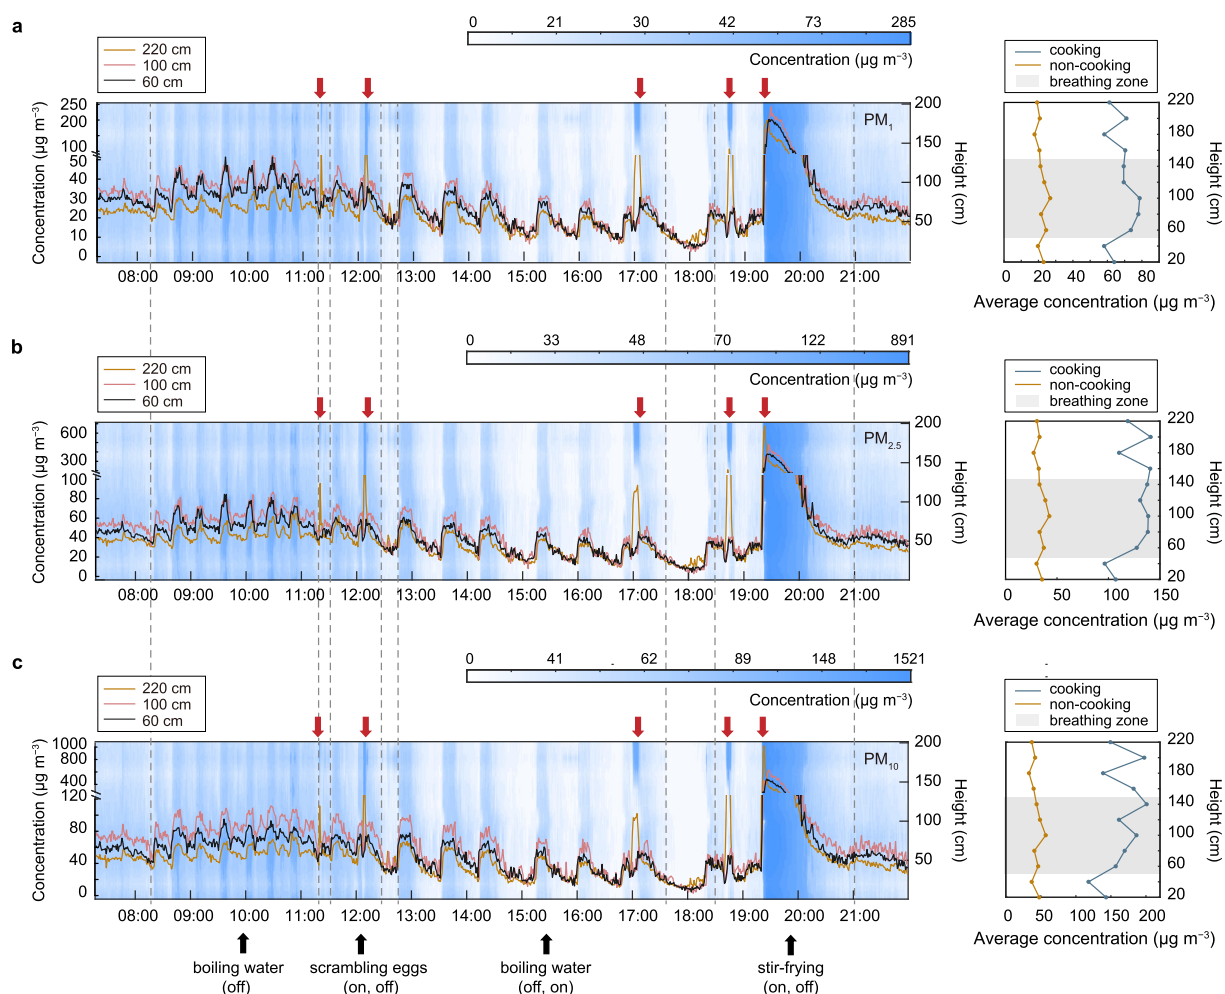 a
0 21 30 42 73 285
Concentration (µg m⁻³)
220 cm
100 cm
60 cm
cooking
non-cooking
breathing zone
Concentration (µg m⁻³)
250
200
100
50
40
30
20
10
0
PM₁
200
150
100
50
Height (cm)
08:00 09:00 10:00 11:00 12:00 13:00 14:00 15:00 16:00 17:00 18:00 19:00 20:00 21:00
220
180
140
100
60
20
Height (cm)
0 20 40 60 80
Average concentration (µg m⁻³)
b
0 33 48 70 122 891
Concentration (µg m⁻³)
220 cm
100 cm
60 cm
cooking
non-cooking
breathing zone
Concentration (µg m⁻³)
600
300
100
80
60
40
20
0
PM₂.₅
200
150
100
50
Height (cm)
08:00 09:00 10:00 11:00 12:00 13:00 14:00 15:00 16:00 17:00 18:00 19:00 20:00 21:00
220
180
140
100
60
20
Height (cm)
0 50 100 150
Average concentration (µg m⁻³)
c
0 41 62 89 148 1521
Concentration (µg m⁻³)
220 cm
100 cm
60 cm
cooking
non-cooking
breathing zone
Concentration (µg m⁻³)
1000
800
400
120
80
40
0
PM₁₀
200
150
100
50
Height (cm)
08:00 09:00 10:00 11:00 12:00 13:00 14:00 15:00 16:00 17:00 18:00 19:00 20:00 21:00
220
180
140
100
60
20
Height (cm)
0 50 100 150 200
Average concentration (µg m⁻³)
boiling water scrambling eggs boiling water stir-frying
(off) (on, off) (off, on) (on, off)